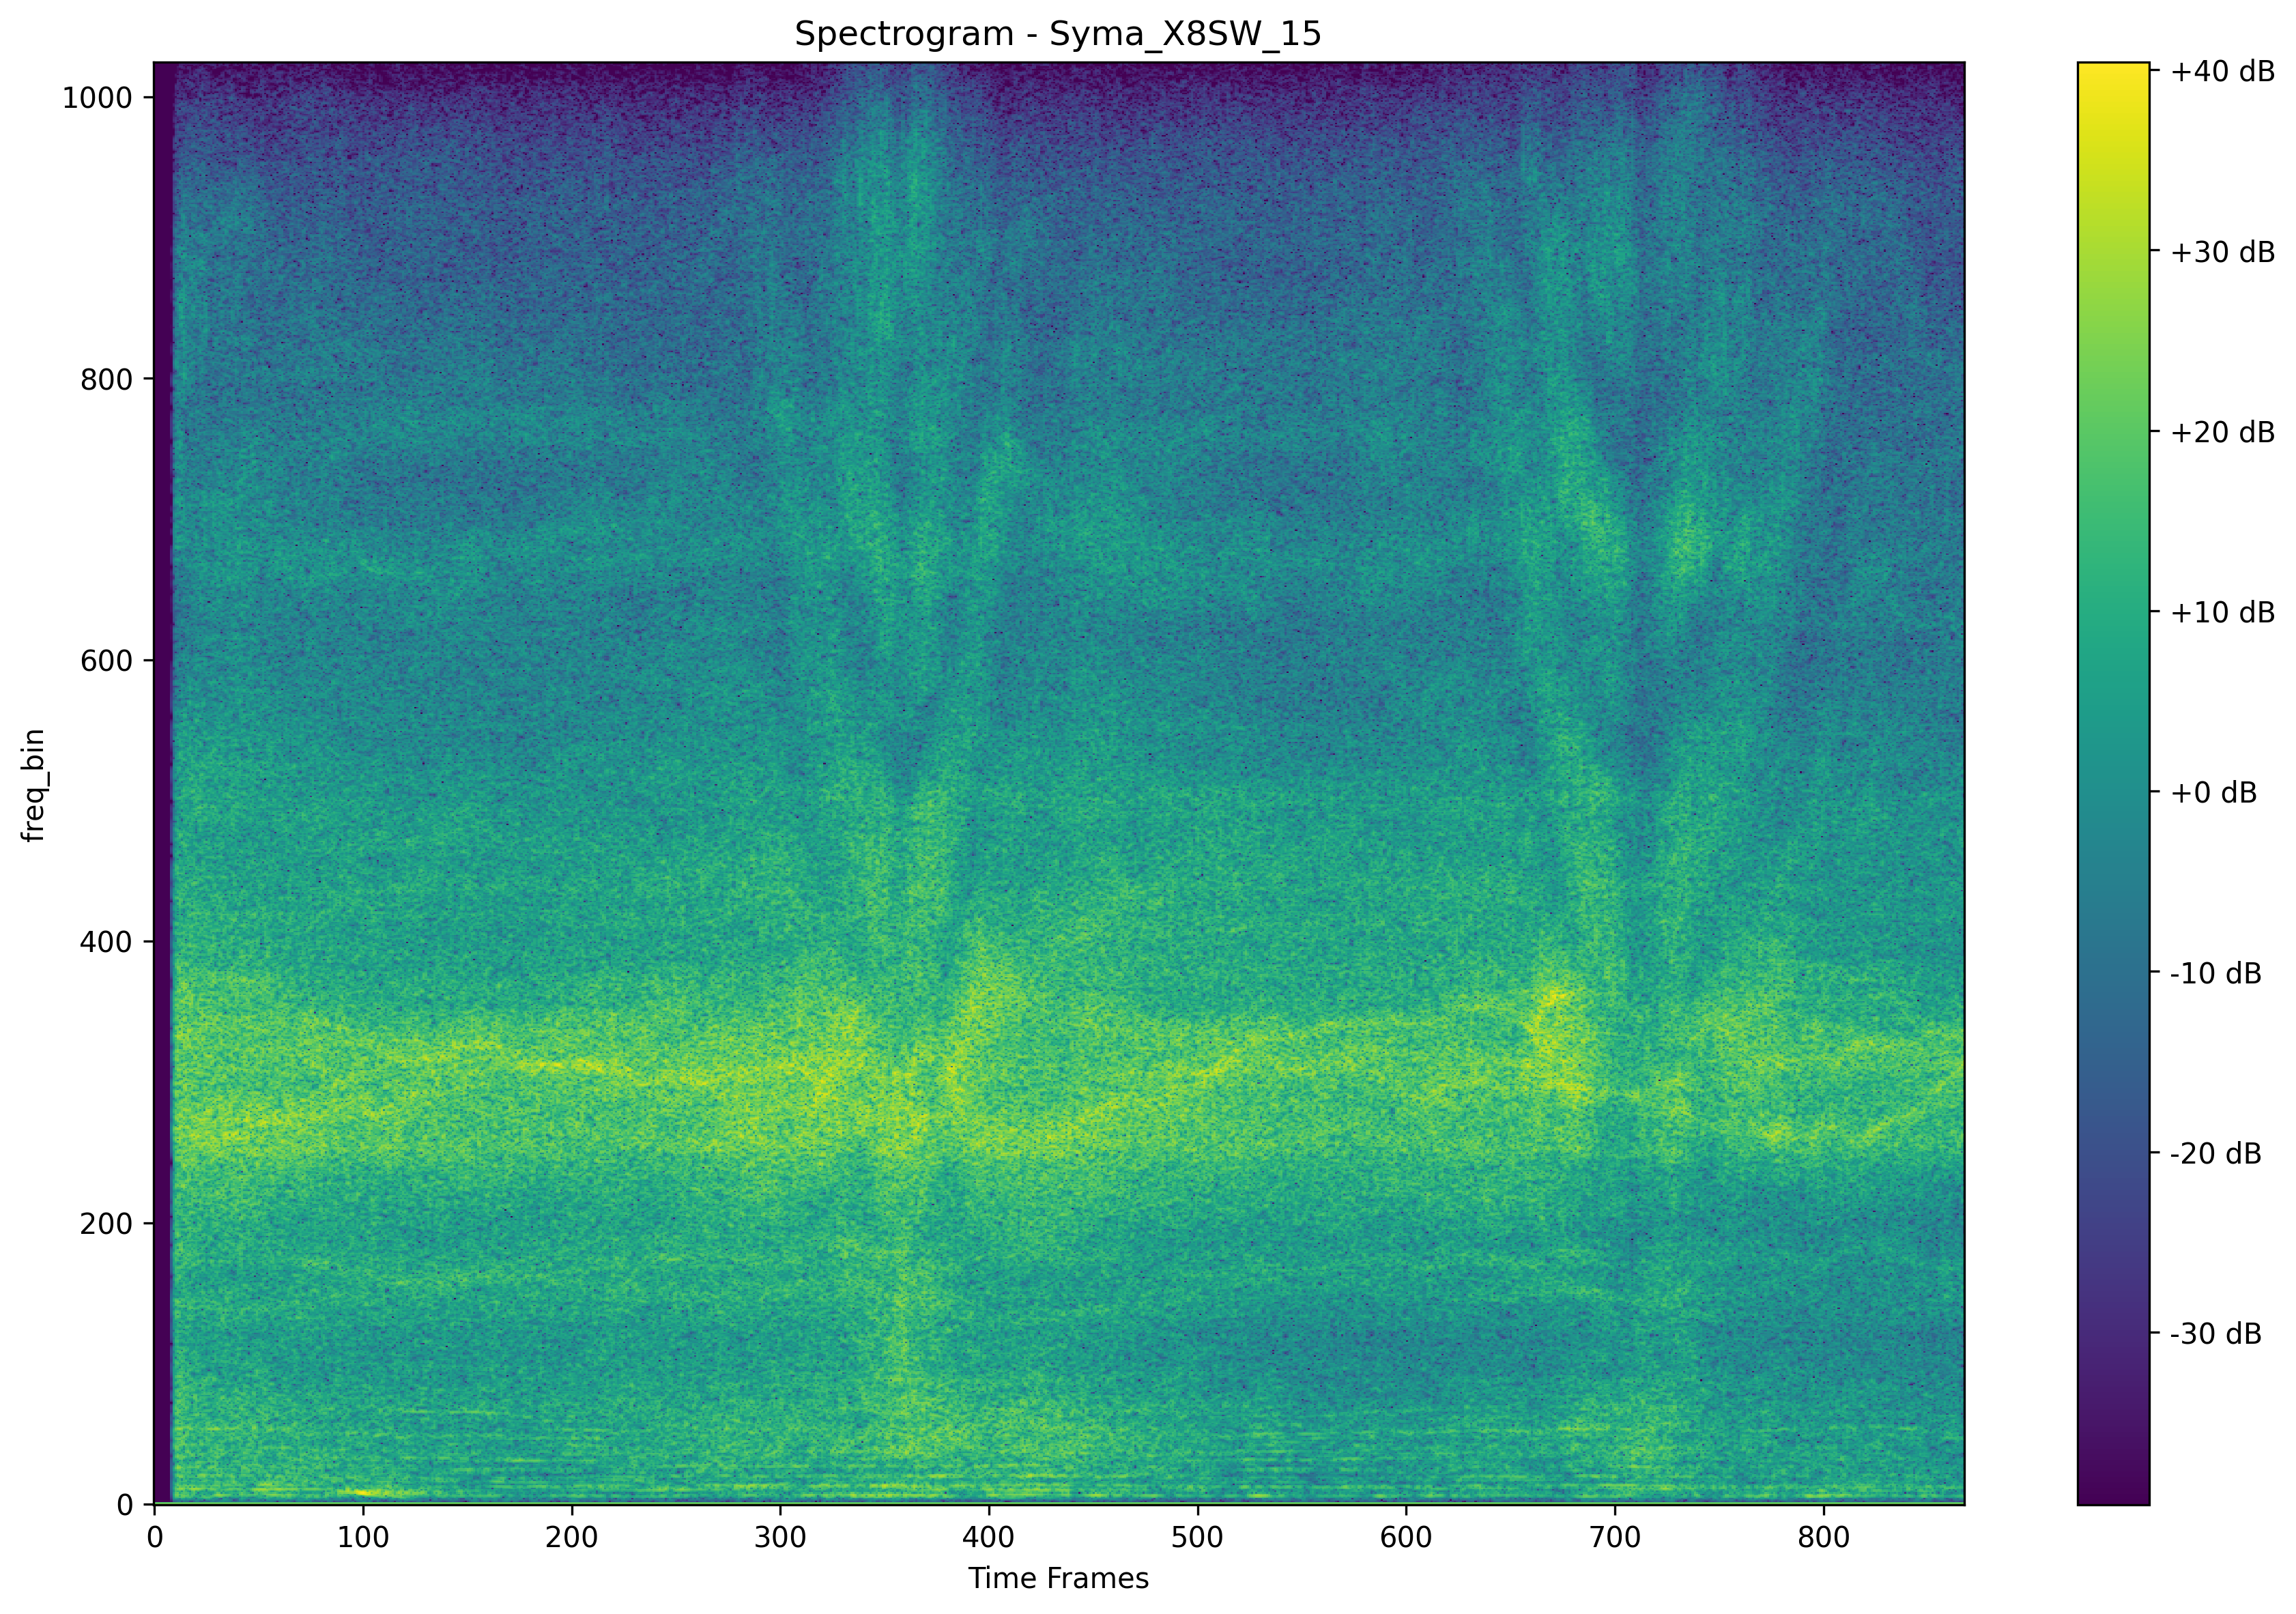 Spectrogram - Syma_X8SW_15
freq_bin
1000
800
600
400
200
0
0 100 200 300 400 500 600 700 800
Time Frames
+40 dB
+30 dB
+20 dB
+10 dB
+0 dB
-10 dB
-20 dB
-30 dB